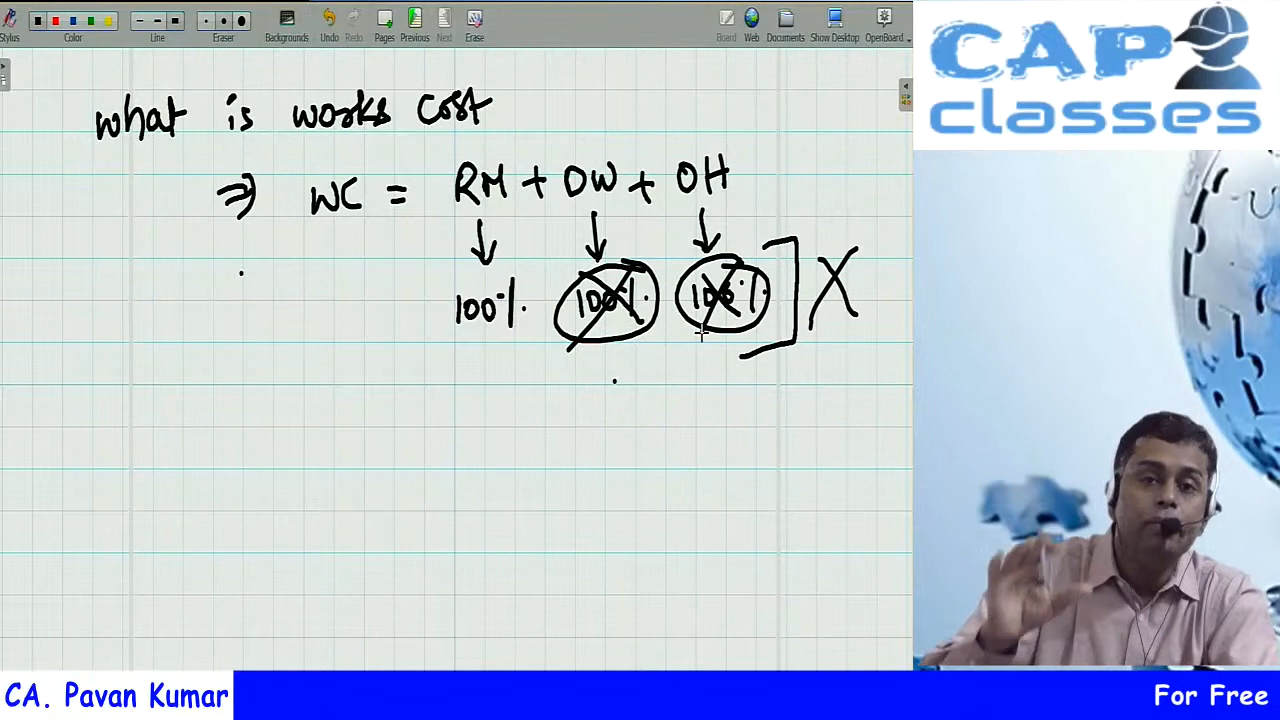 Stylus
Color
Line
Eraser
Backgrounds
Undo
Redo
Pages
Previous
Next
Erase
Board
Web
Documents
Show Desktop
OpenBoard
CAP
classes
what is works cost
⇒ WC = RM + DW + OH
100% 100% 100% ] X
CA. Pavan Kumar
For Free